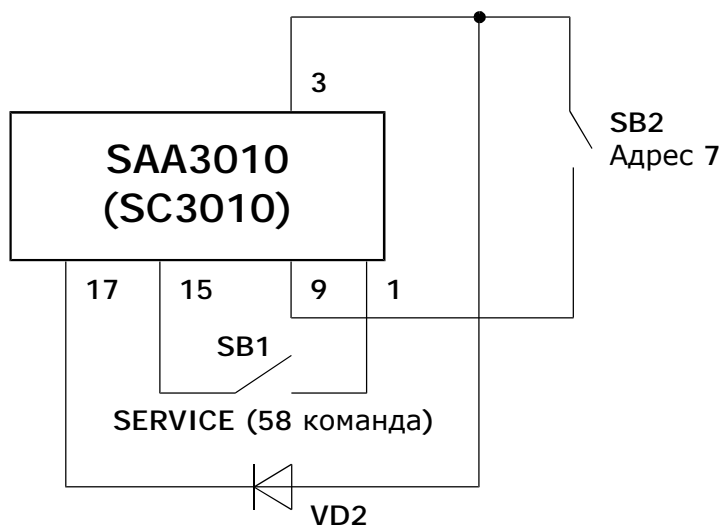 3
SAA3010
(SC3010)
SB2
Адрес 7
17 15 9 1
SB1
SERVICE (58 команда)
VD2